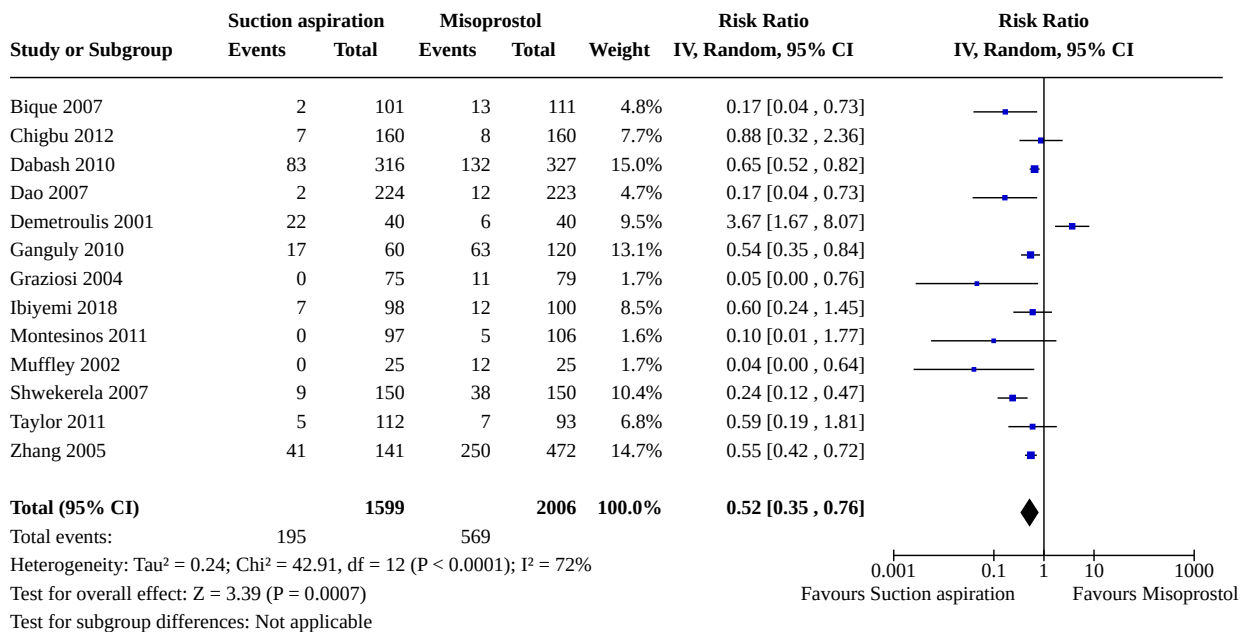 Suction aspiration Misoprostol Risk Ratio Risk Ratio
Study or Subgroup Events Total Events Total Weight IV, Random, 95% CI IV, Random, 95% CI
Bique 2007 2 101 13 111 4.8% 0.17 [0.04 , 0.73]
Chigbu 2012 7 160 8 160 7.7% 0.88 [0.32 , 2.36]
Dabash 2010 83 316 132 327 15.0% 0.65 [0.52 , 0.82]
Dao 2007 2 224 12 223 4.7% 0.17 [0.04 , 0.73]
Demetroulis 2001 22 40 6 40 9.5% 3.67 [1.67 , 8.07]
Ganguly 2010 17 60 63 120 13.1% 0.54 [0.35 , 0.84]
Graziosi 2004 0 75 11 79 1.7% 0.05 [0.00 , 0.76]
Ibiyemi 2018 7 98 12 100 8.5% 0.60 [0.24 , 1.45]
Montesinos 2011 0 97 5 106 1.6% 0.10 [0.01 , 1.77]
Muffley 2002 0 25 12 25 1.7% 0.04 [0.00 , 0.64]
Shwekerela 2007 9 150 38 150 10.4% 0.24 [0.12 , 0.47]
Taylor 2011 5 112 7 93 6.8% 0.59 [0.19 , 1.81]
Zhang 2005 41 141 250 472 14.7% 0.55 [0.42 , 0.72]
Total (95% CI) 1599 2006 100.0% 0.52 [0.35 , 0.76]
Total events: 195 569
Heterogeneity: Tau² = 0.24; Chi² = 42.91, df = 12 (P < 0.0001); I² = 72%
0.001 0.1 1 10 1000
Test for overall effect: Z = 3.39 (P = 0.0007) Favours Suction aspiration Favours Misoprostol
Test for subgroup differences: Not applicable